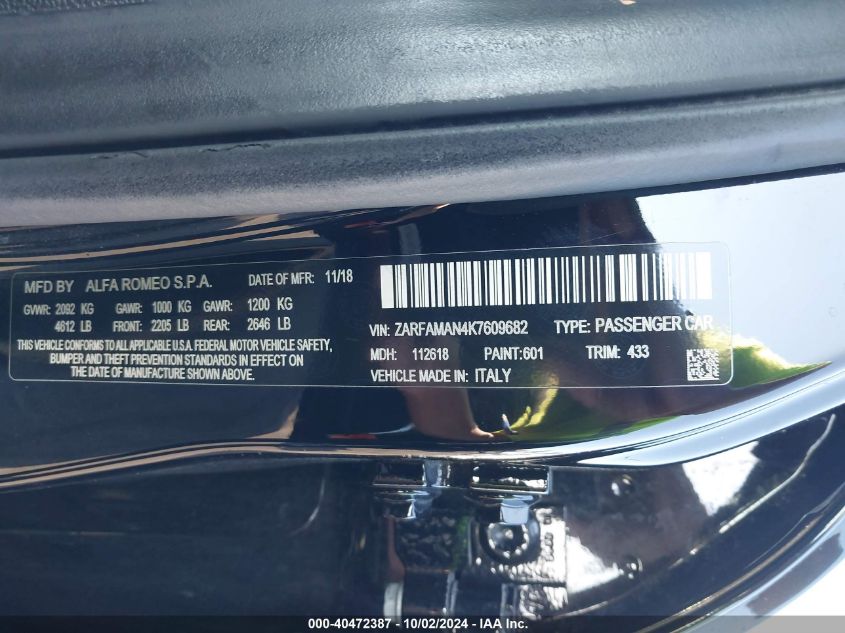 MFD BY ALFA ROMEO S.P.A. DATE OF MFR: 11/18
GVWR: 2092 KG GAWR: 1000 KG GAWR: 1200 KG
4612 LB FRONT: 2205 LB REAR: 2646 LB
THIS VEHICLE CONFORMS TO ALL APPLICABLE U.S.A. FEDERAL MOTOR VEHICLE SAFETY,
BUMPER AND THEFT PREVENTION STANDARDS IN EFFECT ON
THE DATE OF MANUFACTURE SHOWN ABOVE.
VIN: ZARFAMAN4K7609682 TYPE: PASSENGER CAR
MDH: 112618 PAINT: 601 TRIM: 433
VEHICLE MADE IN: ITALY
000-40472387 - 10/02/2024 - IAA Inc.